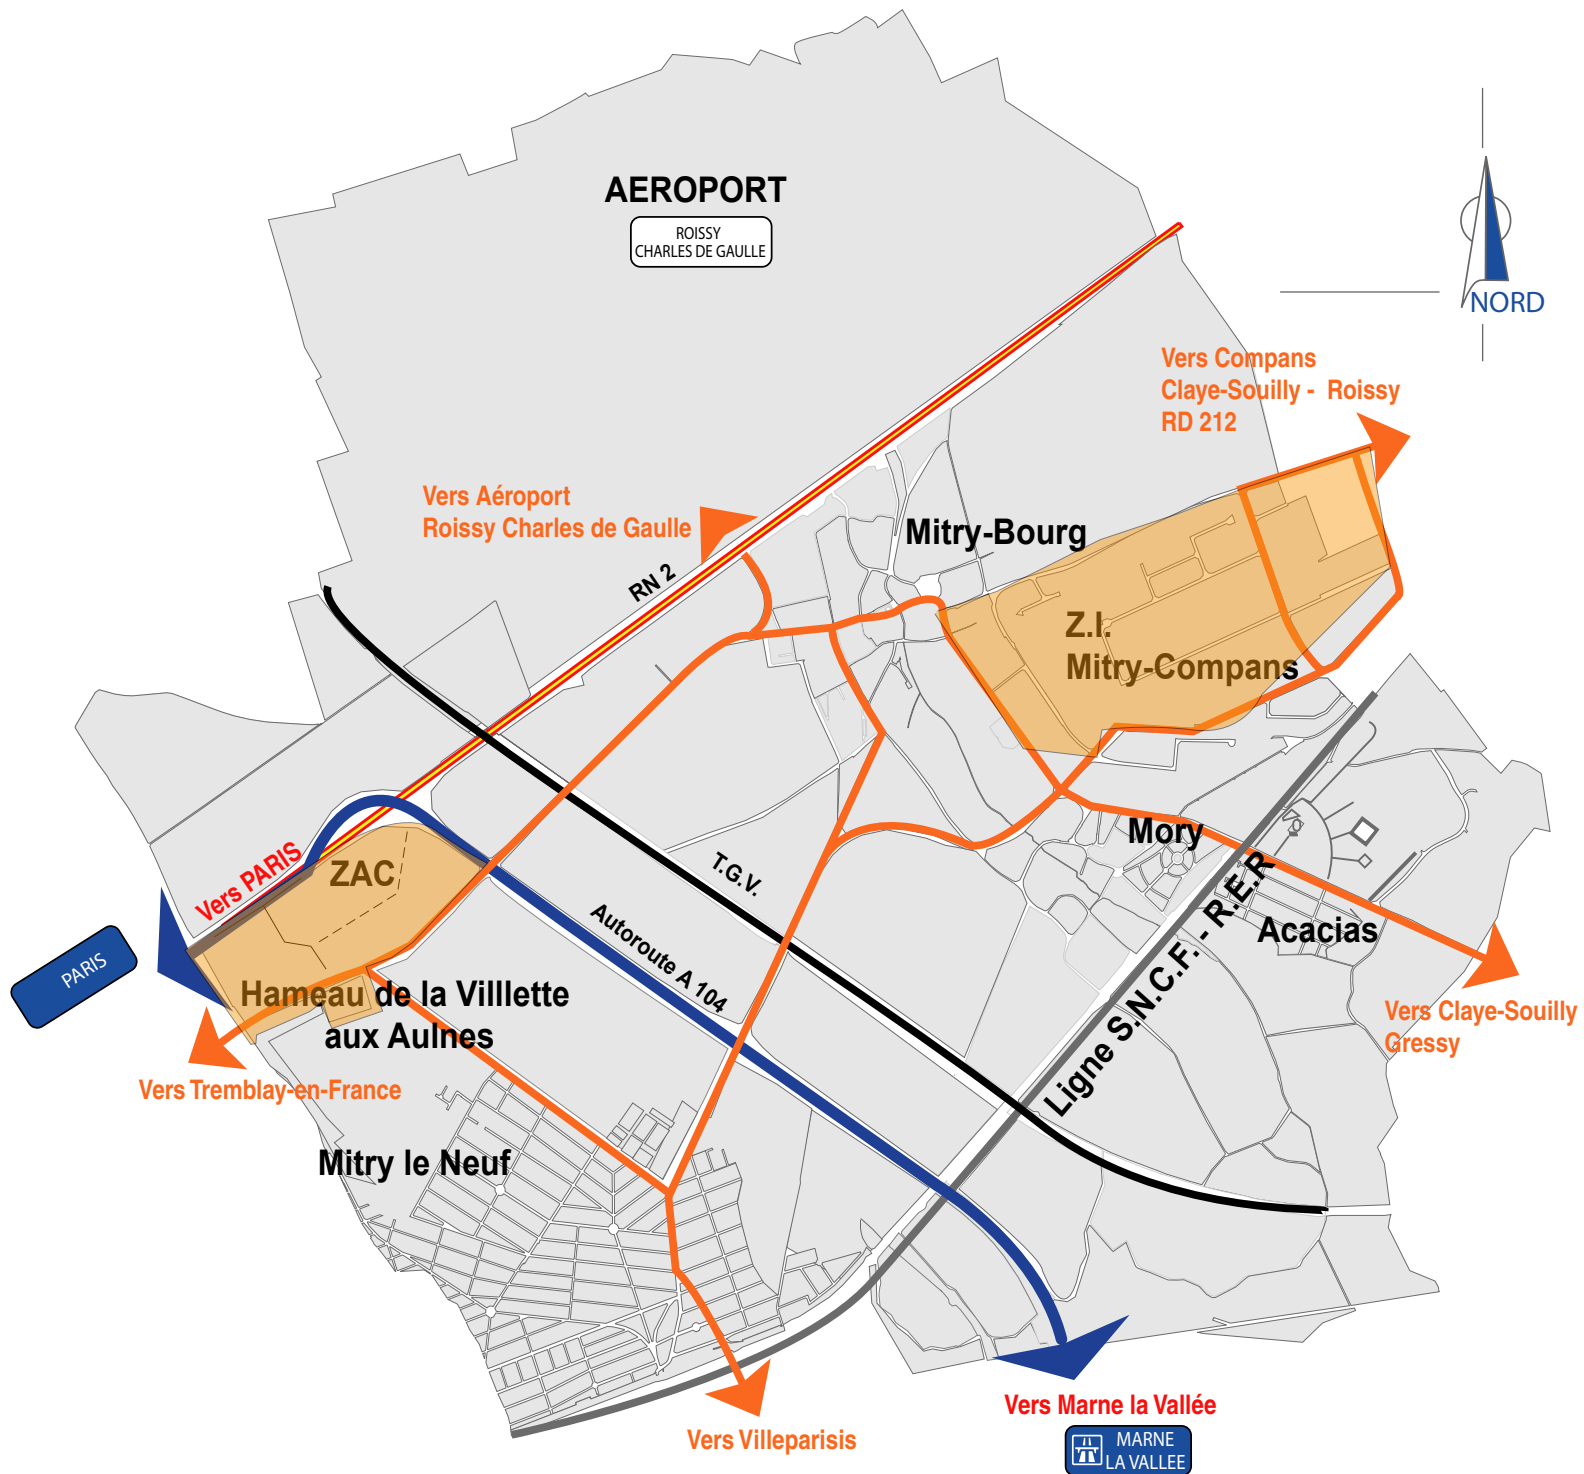 AEROPORT
ROISSY
CHARLES DE GAULLE
NORD
Vers Compans
Claye-Souilly - Roissy
RD 212
Vers Aéroport
Roissy Charles de Gaulle
RN 2
Mitry-Bourg
Z.I.
Mitry-Compans
Vers PARIS
ZAC
T.G.V.
Mory
Autoroute A 104
Ligne S.N.C.F. - R.E.R
Acacias
PARIS
Hameau de la Villlette
aux Aulnes
Vers Claye-Souilly
Gressy
Vers Tremblay-en-France
Mitry le Neuf
Vers Marne la Vallée
MARNE
LA VALLEE
Vers Villeparisis